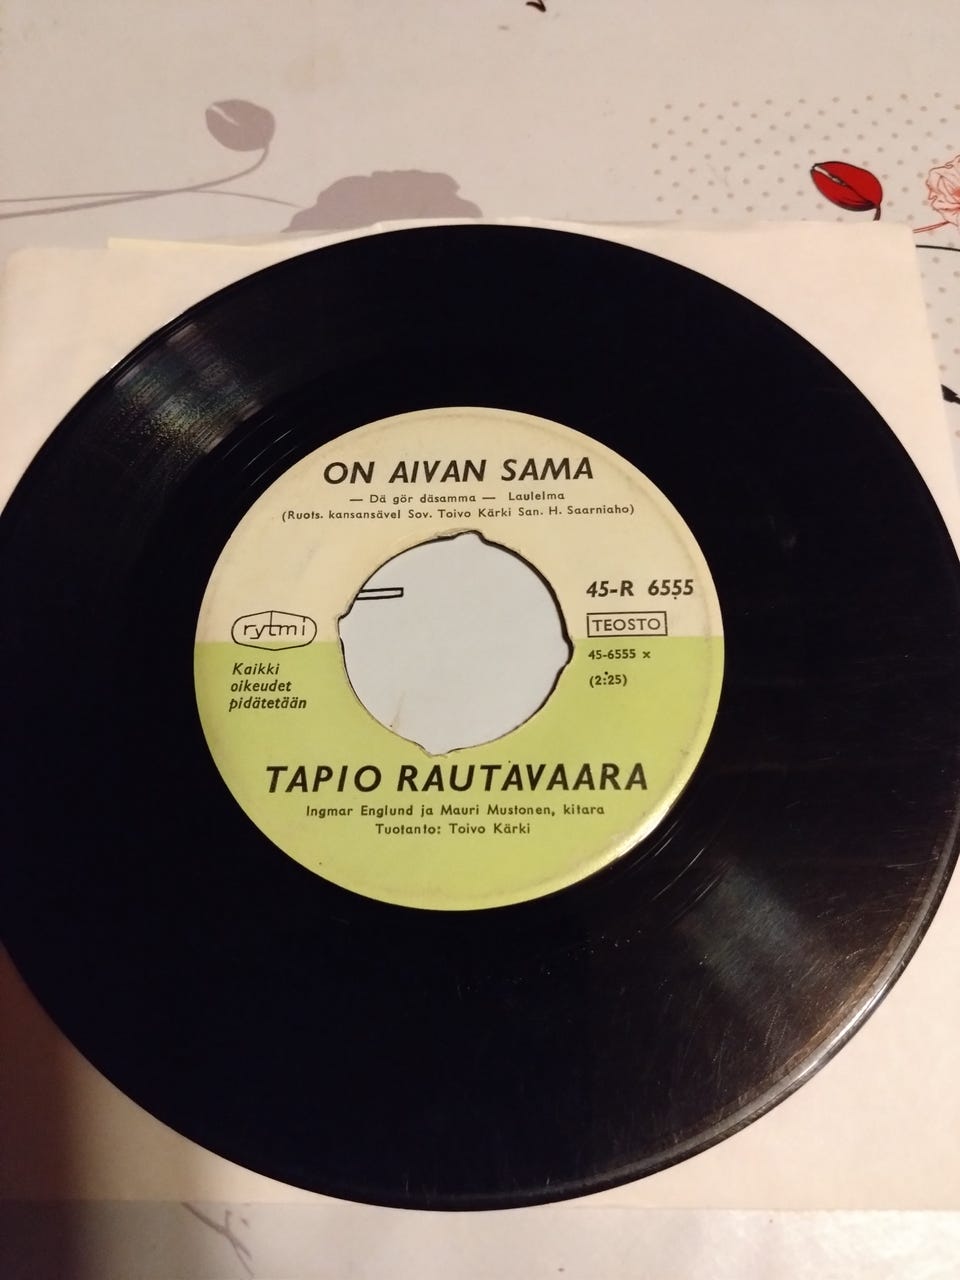 ON AIVAN SAMA
— Dä gör däsamma — Laulelma
(Ruots. kansansävel Sov. Toivo Kärki San. H. Saarniaho)
45-R 6555
rytmi
TEOSTO
Kaikki
oikeudet
pidätetään
45-6555 x
(2:25)
TAPIO RAUTAVAARA
Ingmar Englund ja Mauri Mustonen, kitara
Tuotanto: Toivo Kärki